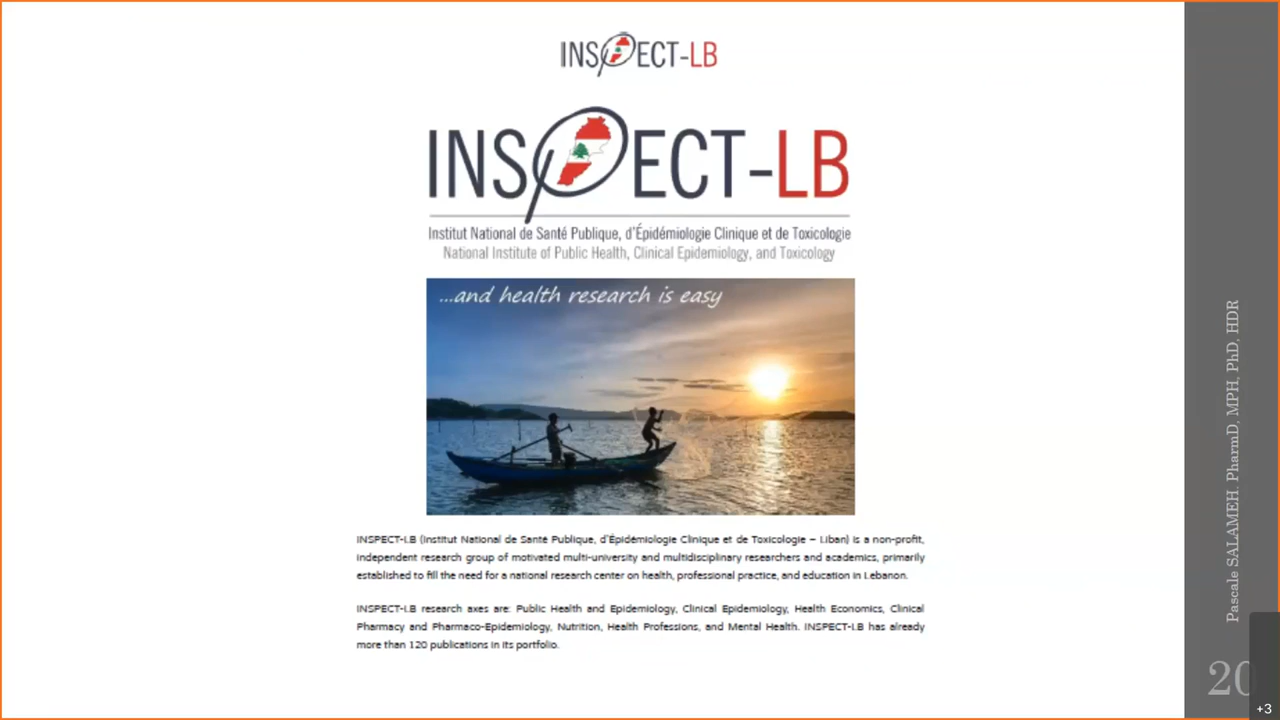 INSPECT-LB
INSPECT-LB
Institut National de Santé Publique, d'Épidémiologie Clinique et de Toxicologie
National Institute of Public Health, Clinical Epidemiology, and Toxicology
...and health research is easy
INSPECT-LB (Institut National de Santé Publique, d'Épidémiologie Clinique et de Toxicologie – Liban) is a non-profit,
independent research group of motivated multi-university and multidisciplinary researchers and academics, primarily
established to fill the need for a national research center on health, professional practice, and education in Lebanon.
INSPECT-LB research axes are: Public Health and Epidemiology, Clinical Epidemiology, Health Economics, Clinical
Pharmacy and Pharmaco-Epidemiology, Nutrition, Health Professions, and Mental Health. INSPECT-LB has already
more than 120 publications in its portfolio.
Pascale SALAMEH, PharmD, MPH, PhD, HDR
20
+3